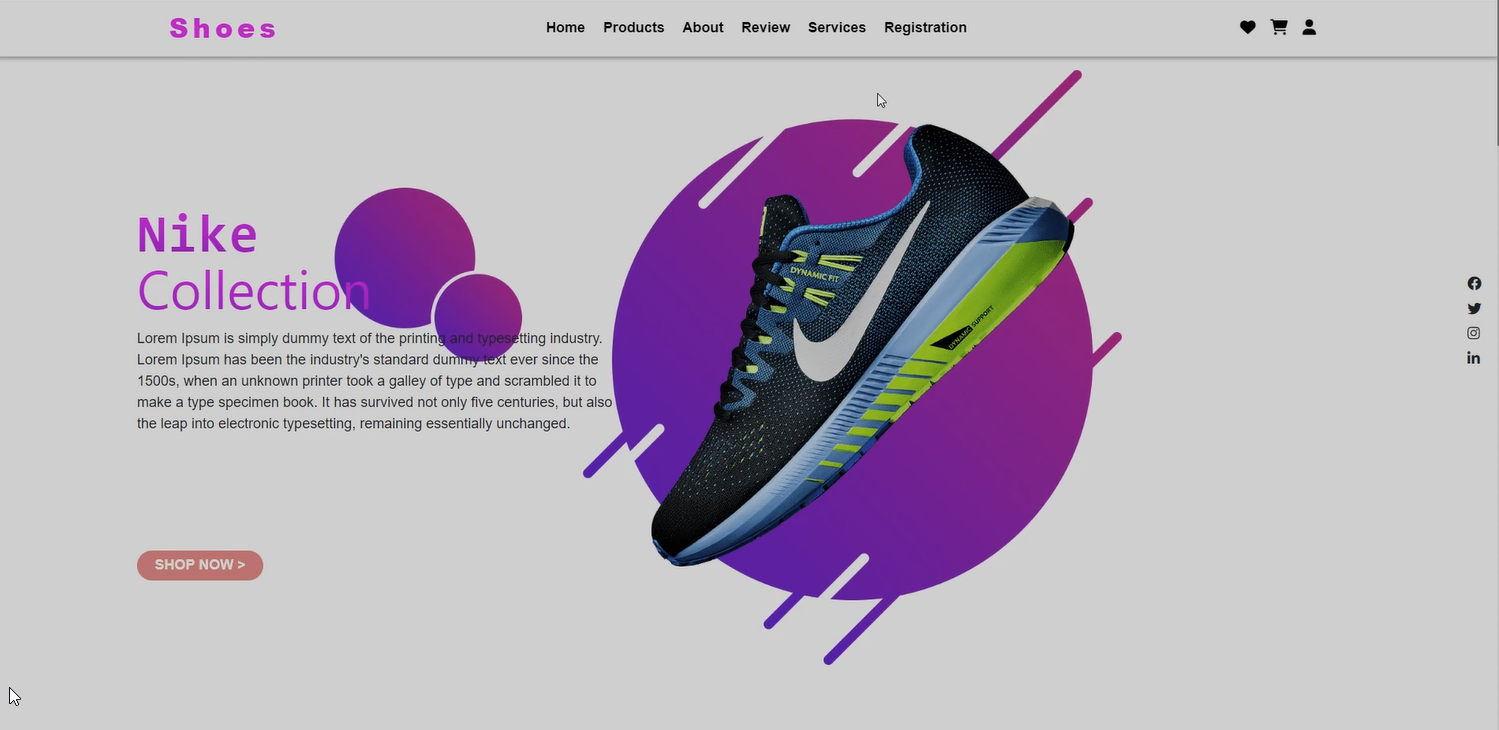 Shoes
Home Products About Review Services Registration
Nike
Collection
Lorem Ipsum is simply dummy text of the printing and typesetting industry.
Lorem Ipsum has been the industry's standard dummy text ever since the
1500s, when an unknown printer took a galley of type and scrambled it to
make a type specimen book. It has survived not only five centuries, but also
the leap into electronic typesetting, remaining essentially unchanged.
DYNAMIC FIT
DYNAMIC SUPPORT
SHOP NOW >